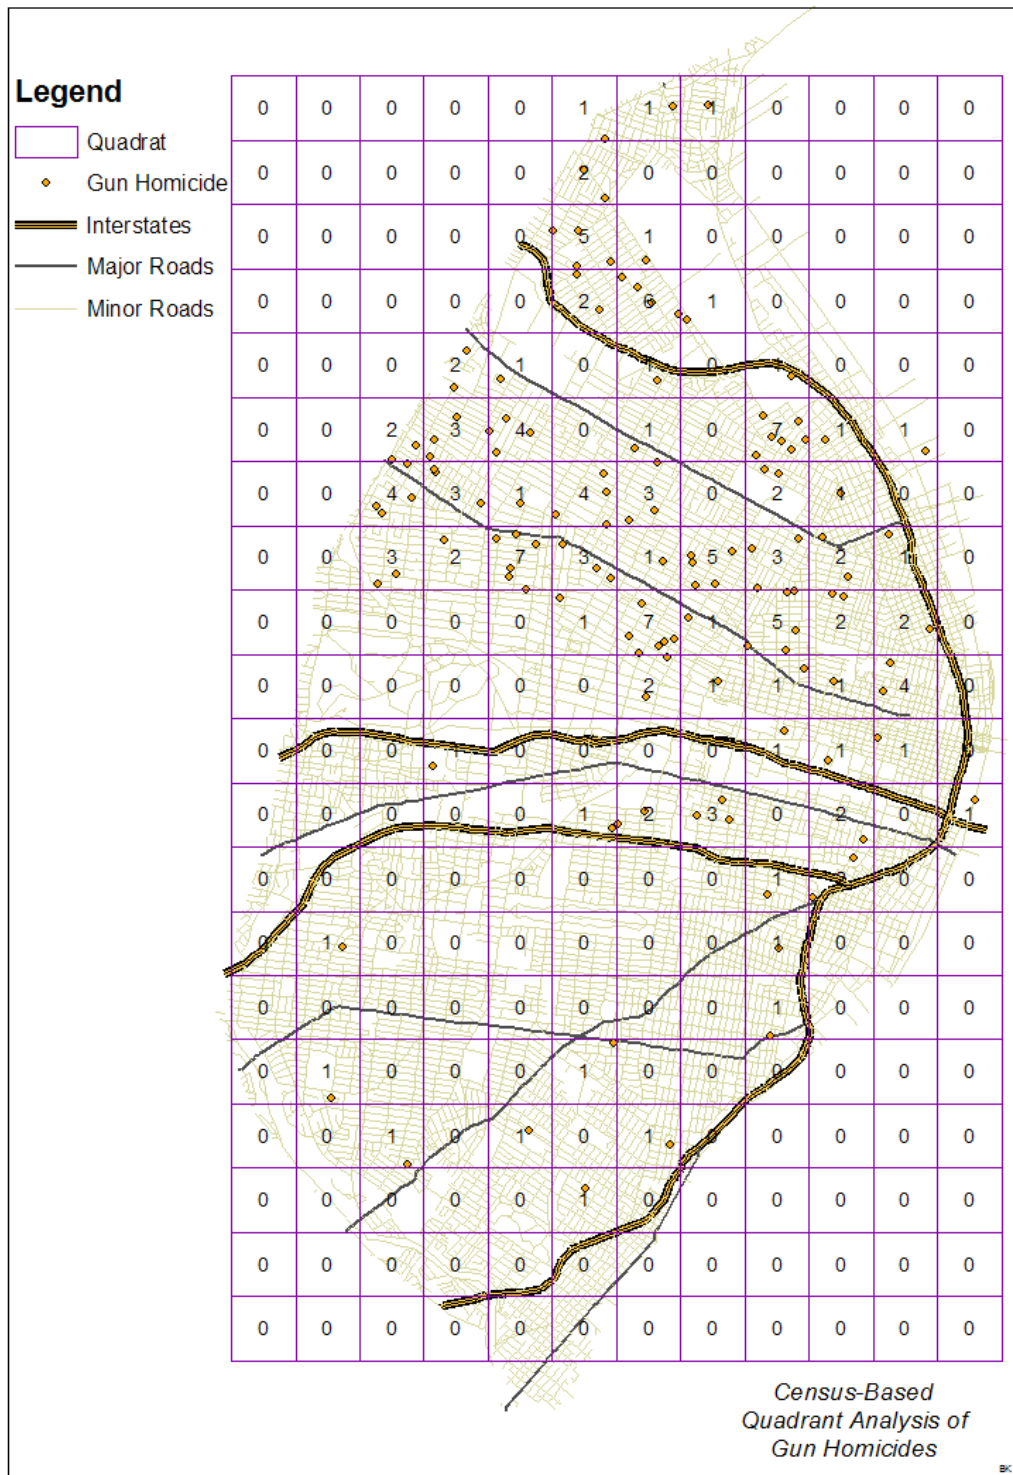 Legend
Quadrat
Gun Homicide
Interstates
Major Roads
Minor Roads
0 0 0 0 0 1 1 1 0 0 0 0
0 0 0 0 0 2 0 0 0 0 0 0
0 0 0 0 0 5 1 0 0 0 0 0
0 0 0 0 0 2 6 1 0 0 0 0
0 0 0 2 1 0 1 0 1 0 0 0
0 0 2 3 4 0 1 0 7 1 1 0
0 0 4 3 1 4 3 0 2 1 0 0
0 0 3 2 7 3 1 5 3 2 1 0
0 0 0 0 0 1 7 1 5 2 2 0
0 0 0 0 0 0 2 1 1 1 4 0
0 0 0 1 0 0 0 0 1 1 1 0
0 0 0 0 0 1 2 3 0 2 0 1
0 0 0 0 0 0 0 0 1 2 0 0
0 1 0 0 0 0 0 0 1 0 0 0
0 0 0 0 0 0 0 0 1 0 0 0
0 1 0 0 0 1 0 0 0 0 0 0
0 0 1 0 1 0 1 0 0 0 0 0
0 0 0 0 0 1 0 0 0 0 0 0
0 0 0 0 0 0 0 0 0 0 0 0
0 0 0 0 0 0 0 0 0 0 0 0
Census-Based
Quadrant Analysis of
Gun Homicides
BK